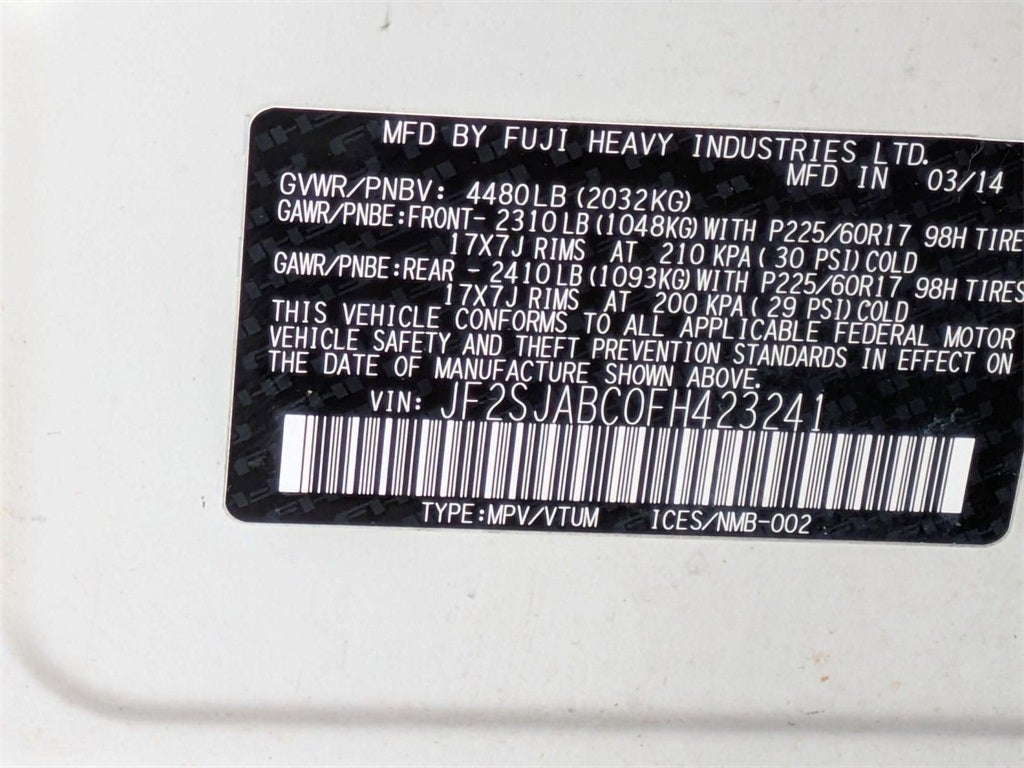 MFD BY FUJI HEAVY INDUSTRIES LTD.
MFD IN 03/14
GVWR/PNBV: 4480LB (2032KG)
GAWR/PNBE:FRONT- 2310LB (1048KG) WITH P225/60R17 98H TIRE
17X7J RIMS AT 210 KPA ( 30 PSI) COLD
GAWR/PNBE:REAR - 2410LB (1093KG) WITH P225/60R17 98H TIRES
17X7J RIMS AT 200 KPA ( 29 PSI) COLD
THIS VEHICLE CONFORMS TO ALL APPLICABLE FEDERAL MOTOR
VEHICLE SAFETY AND THEFT PREVENTION STANDARDS IN EFFECT ON
THE DATE OF MANUFACTURE SHOWN ABOVE.
VIN: JF2SJABC0FH423241
TYPE:MPV/VTUM ICES/NMB-002